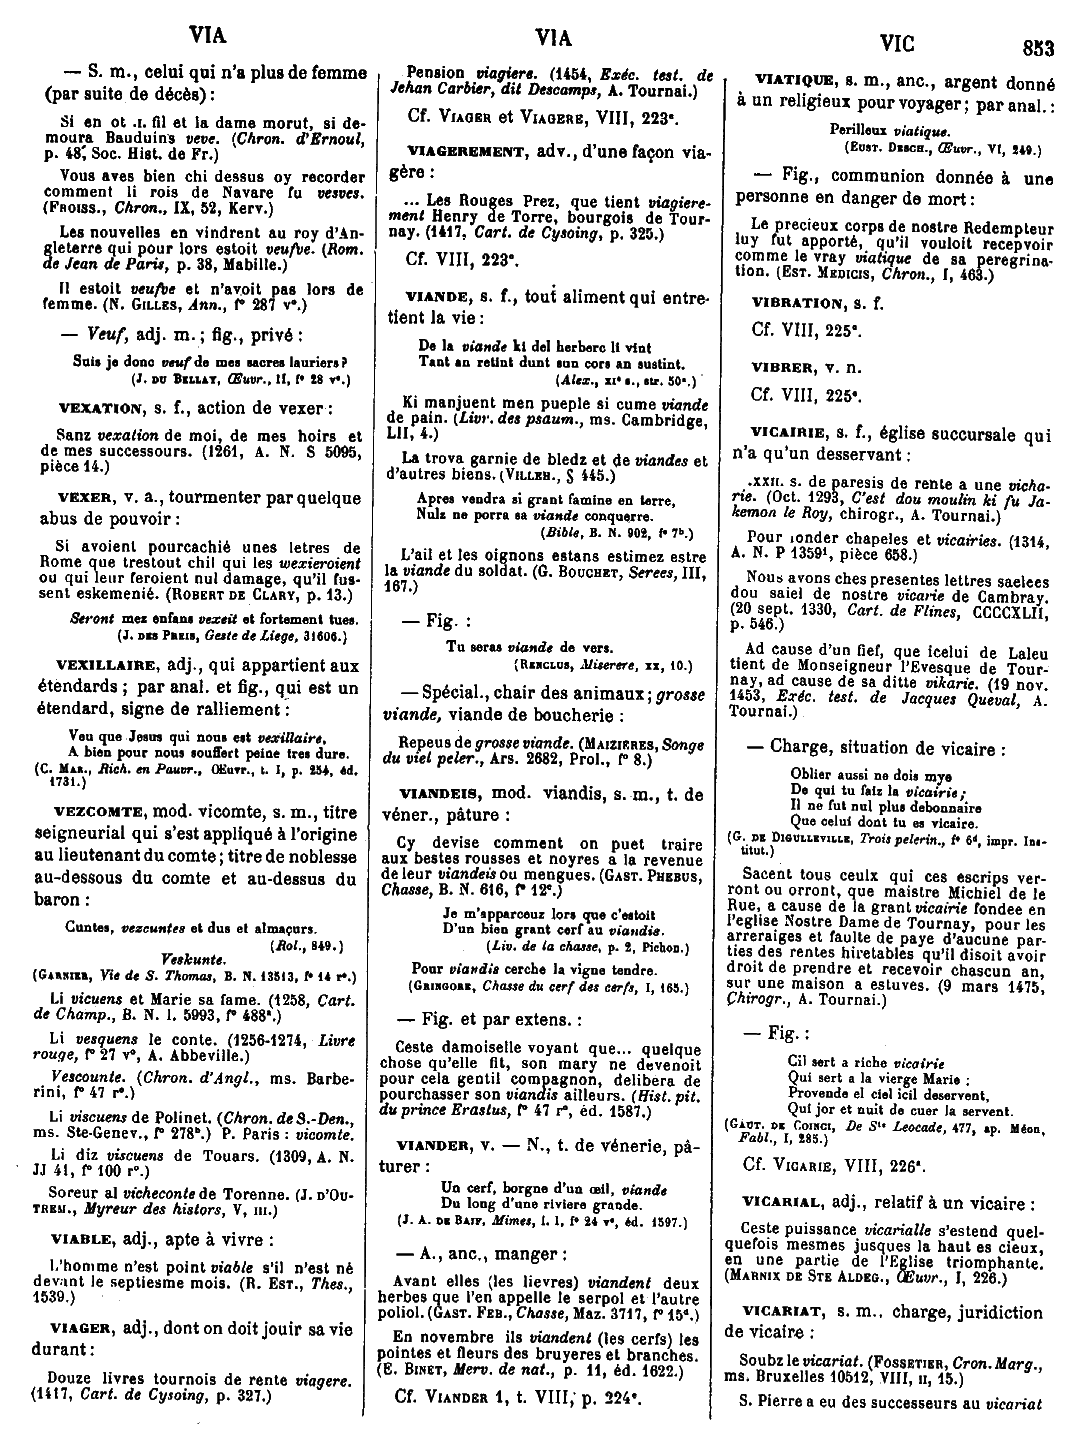 VIA
VIA
VIC
853
— S. m., celui qui n'a plus de femme
(par suite de décès) :
Si en ot .I. fil et la dame morut, si de-
moura Bauduins veve. (Chron. d'Ernoul,
p. 48, Soc. Hist. de Fr.)
Vous aves bien chi dessus oy recorder
comment li rois de Navare fu vesves.
(FROISS., Chron., IX, 52, Kerv.)
Les nouvelles en vindrent au roy d'An-
gleterre qui pour lors estoit veufve. (Rom.
de Jean de Paris, p. 38, Mabille.)
Il estoit veufve et n'avoit pas lors de
femme. (N. GILLES, Ann., f° 287 v°.)
— Veuf, adj. m. ; fig., privé :
Suis je donc veuf de mes sacres lauriers?
(J. DU BELLAY, Œuvr., II, f° 28 v°.)
VEXATION, s. f., action de vexer :
Sanz vexation de moi, de mes hoirs et
de mes successours. (1261, A. N. S 5095,
pièce 14.)
VEXER, v. a., tourmenter par quelque
abus de pouvoir :
Si avoient pourcachié unes letres de
Rome que trestout chil qui les wexieroient
ou qui leur feroient nul damage, qu'il fus-
sent eskemenié. (ROBERT DE CLARY, p. 13.)
Seront mez enfans vexeit et fortement tues.
(J. DES PREIS, Geste de Liege, 31606.)
VEXILLAIRE, adj., qui appartient aux
étendards ; par anal. et fig., qui est un
étendard, signe de ralliement :
Veu que Jesus qui nous est vexillaire,
A bien pour nous souffert peine tres dure.
(C. MAR., Rich. en Pauvr., Œuvr., t. I, p. 254, éd.
1731.)
VEZCOMTE, mod. vicomte, s. m., titre
seigneurial qui s'est appliqué à l'origine
au lieutenant du comte ; titre de noblesse
au-dessous du comte et au-dessus du
baron :
Cuntes, vezcuntes et dus et almaçurs.
(Rol., 849.)
Veskunte.
(GARNIER, Vie de S. Thomas, B. N. 13513, f° 14 r°.)
Li vicuens et Marie sa fame. (1258, Cart.
de Champ., B. N. l. 5993, f° 488ª.)
Li vesquens le conte. (1256-1274, Livre
rouge, f° 27 v°, A. Abbeville.)
Vescounte. (Chron. d'Angl., ms. Barbe-
rini, f° 47 r°.)
Li viscuens de Polinet. (Chron. de S.-Den.,
ms. Ste-Genev., f° 278ᵇ.) P. Paris : vicomte.
Li diz viscuens de Touars. (1309, A. N.
JJ 41, f° 100 r°.)
Soreur al vicheconte de Torenne. (J. D'OU-
TREM., Myreur des histors, V, III.)
VIABLE, adj., apte à vivre :
L'homme n'est point viable s'il n'est né
devant le septiesme mois. (R. EST., Thes.,
1539.)
VIAGER, adj., dont on doit jouir sa vie
durant :
Douze livres tournois de rente viagere.
(1417, Cart. de Cysoing, p. 327.)
Pension viagiere. (1454, Exéc. test. de
Jehan Carbier, dit Descamps, A. Tournai.)
Cf. VIAGER et VIAGERE, VIII, 223ª.
VIAGEREMENT, adv., d'une façon via-
gère :
... Les Rouges Prez, que tient viagiere-
ment Henry de Torre, bourgois de Tour-
nay. (1417, Cart. de Cysoing, p. 325.)
Cf. VIII, 223ª.
VIANDE, s. f., tout aliment qui entre-
tient la vie :
De la viande ki del herberc li vint
Tant an retint dunt sun cors an sustint.
(Alex., XIᵉ s., str. 50ª.)
Ki manjuent men pueple si cume viande
de pain. (Livr. des psaum., ms. Cambridge,
LII, 4.)
La trova garnie de bledz et de viandes et
d'autres biens. (VILLEH., § 445.)
Apres vendra si grant famine en terre,
Nulz ne porra sa viande conquerre.
(Bible, B. N. 902, f° 7ᵇ.)
L'ail et les oignons estans estimez estre
la viande du soldat. (G. BOUCHET, Serees, III,
167.)
— Fig. :
Tu seras viande de vers.
(RENCLUS, Miserere, XX, 10.)
— Spécial., chair des animaux ; grosse
viande, viande de boucherie :
Repeus de grosse viande. (MAIZIERES, Songe
du viel peler., Ars. 2682, Prol., f° 8.)
VIANDEIS, mod. viandis, s. m., t. de
véner., pâture :
Cy devise comment on puet traire
aux bestes rousses et noyres a la revenue
de leur viandeis ou mengues. (GAST. PHEBUS,
Chasse, B. N. 616, f° 12ᶜ.)
Je m'apparceuz lors que c'estoit
D'un bien grant cerf au viandis.
(Liv. de la chasse, p. 2, Pichon.)
Pour viandis cerche la vigne tendre.
(GRINGORE, Chasse du cerf des cerfs, I, 165.)
— Fig. et par extens. :
Ceste damoiselle voyant que... quelque
chose qu'elle fit, son mary ne devenoit
pour cela gentil compagnon, delibera de
pourchasser son viandis ailleurs. (Hist. pit.
du prince Erastus, f° 47 r°, éd. 1587.)
VIANDER, v. — N., t. de vénerie, pâ-
turer :
Un cerf, borgne d'un œil, viande
Du long d'une riviere grande.
(J. A. DE BAIF, Mimes, l. I, f° 24 v°, éd. 1597.)
— A., anc., manger :
Avant elles (les lievres) viandent deux
herbes que l'en appelle le serpol et l'autre
poliol. (GAST. FEB., Chasse, Maz. 3717, f° 15ᵈ.)
En novembre ils viandent (les cerfs) les
pointes et fleurs des bruyeres et branches.
(E. BINET, Merv. de nat., p. 11, éd. 1622.)
Cf. VIANDER 1, t. VIII, p. 224ª.
VIATIQUE, s. m., anc., argent donné
à un religieux pour voyager ; par anal. :
Perilleux viatique.
(EUST. DESCH., Œuvr., VI, 249.)
— Fig., communion donnée à une
personne en danger de mort :
Le precieux corps de nostre Redempteur
luy fut apporté, qu'il vouloit recepvoir
comme le vray viatique de sa peregrina-
tion. (EST. MEDICIS, Chron., I, 463.)
VIBRATION, s. f.
Cf. VIII, 225ª.
VIBRER, v. n.
Cf. VIII, 225ª.
VICAIRIE, s. f., église succursale qui
n'a qu'un desservant :
.XXII. s. de paresis de rente a une vicha-
rie. (Oct. 1293, C'est dou moulin ki fu Ja-
kemon le Roy, chirogr., A. Tournai.)
Pour fonder chapeles et vicairies. (1314,
A. N. P 1359¹, pièce 658.)
Nous avons ches presentes lettres saelees
dou saiel de nostre vicarie de Cambray.
(20 sept. 1330, Cart. de Flines, CCCCXLII,
p. 546.)
Ad cause d'un fief, que icelui de Laleu
tient de Monseigneur l'Evesque de Tour-
nay, ad cause de sa ditte vikarie. (19 nov.
1453, Exéc. test. de Jacques Queval, A.
Tournai.)
— Charge, situation de vicaire :
Oblier aussi ne dois mye
De qui tu faiz la vicairie ;
Il ne fut nul plus debonnaire
Que celui dont tu es vicaire.
(G. DE DIGULLEVILLE, Trois pelerin., f° 6ᵈ, impr. Ins-
titut.)
Sacent tous ceulx qui ces escrips ver-
ront ou orront, que maistre Michiel de le
Rue, a cause de la grant vicairie fondee en
l'eglise Nostre Dame de Tournay, pour les
arreraiges et faulte de paye d'aucune par-
ties des rentes hiretables qu'il disoit avoir
droit de prendre et recevoir chascun an,
sur une maison a estuves. (9 mars 1475,
Chirogr., A. Tournai.)
— Fig. :
Cil sert a riche vicairie
Qui sert a la vierge Marie ;
Provende el ciel icil deservent,
Qui jor et nuit de cuer la servent.
(GAUT. DE COINCI, De Sᵗᵉ Leocade, 477, ap. Méon,
Fabl., I, 285.)
Cf. VICARIE, VIII, 226ª.
VICARIAL, adj., relatif à un vicaire :
Ceste puissance vicarialle s'estend quel-
quefois mesmes jusques la haut es cieux,
en une partie de l'Eglise triomphante.
(MARNIX DE STE ALDEG., Œuvr., I, 226.)
VICARIAT, s. m., charge, juridiction
de vicaire :
Soubz le vicariat. (FOSSETIER, Cron. Marg.,
ms. Bruxelles 10512, VIII, II, 15.)
S. Pierre a eu des successeurs au vicariat